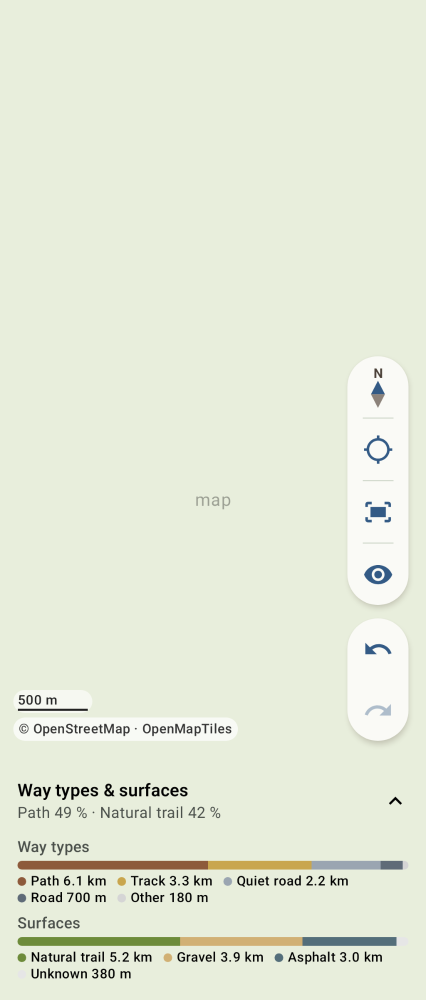 N
map
500 m
© OpenStreetMap · OpenMapTiles
Way types & surfaces
Path 49 % · Natural trail 42 %
Way types
Path 6.1 km Track 3.3 km Quiet road 2.2 km
Road 700 m Other 180 m
Surfaces
Natural trail 5.2 km Gravel 3.9 km Asphalt 3.0 km
Unknown 380 m